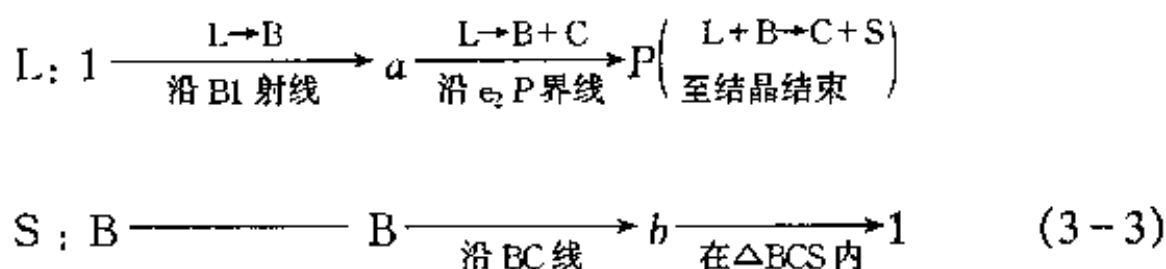 L→B L→B+C L+B→C+S
L: 1 ⟶ a ⟶ P( )
沿 B1 射线 沿 e₂ P 界线 至结晶结束
S : B —— B ⟶ b ⟶ 1 (3-3)
沿 BC 线 在△BCS 内